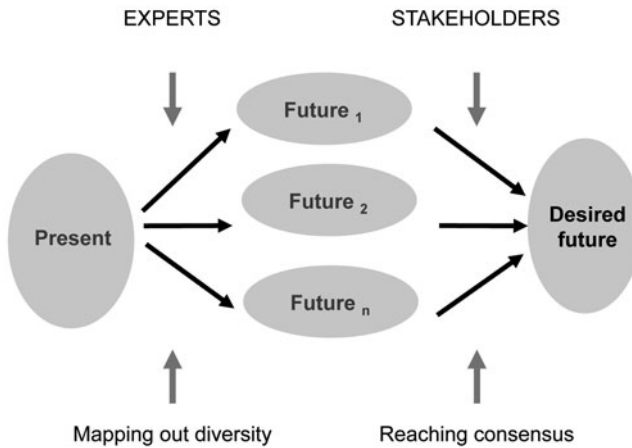 EXPERTS
STAKEHOLDERS
Future 1
Present
Future 2
Desired
future
Future n
Mapping out diversity
Reaching consensus